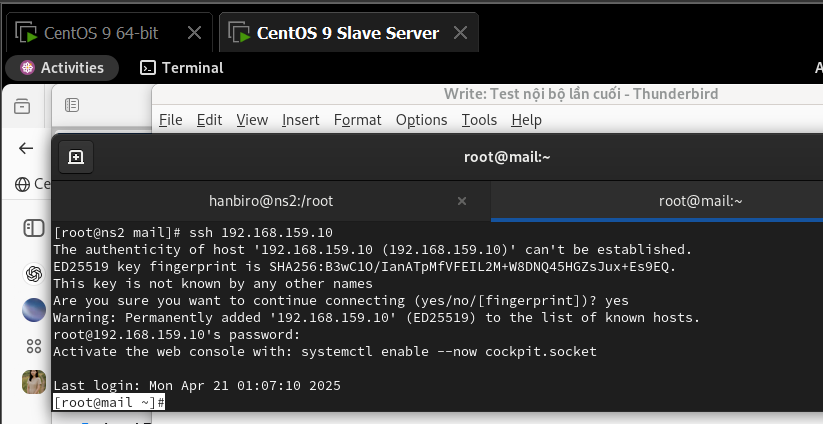 CentOS 9 64-bit
CentOS 9 Slave Server
Activities
Terminal
Write: Test nội bộ lần cuối - Thunderbird
File Edit View Insert Format Options Tools Help
root@mail:~
hanbiro@ns2:/root
root@mail:~
[root@ns2 mail]# ssh 192.168.159.10
The authenticity of host '192.168.159.10 (192.168.159.10)' can't be established.
ED25519 key fingerprint is SHA256:B3wC1O/IanATpMfVFEIL2M+W8DNQ45HGZsJux+Es9EQ.
This key is not known by any other names
Are you sure you want to continue connecting (yes/no/[fingerprint])? yes
Warning: Permanently added '192.168.159.10' (ED25519) to the list of known hosts.
root@192.168.159.10's password:
Activate the web console with: systemctl enable --now cockpit.socket
Last login: Mon Apr 21 01:07:10 2025
[root@mail ~]#